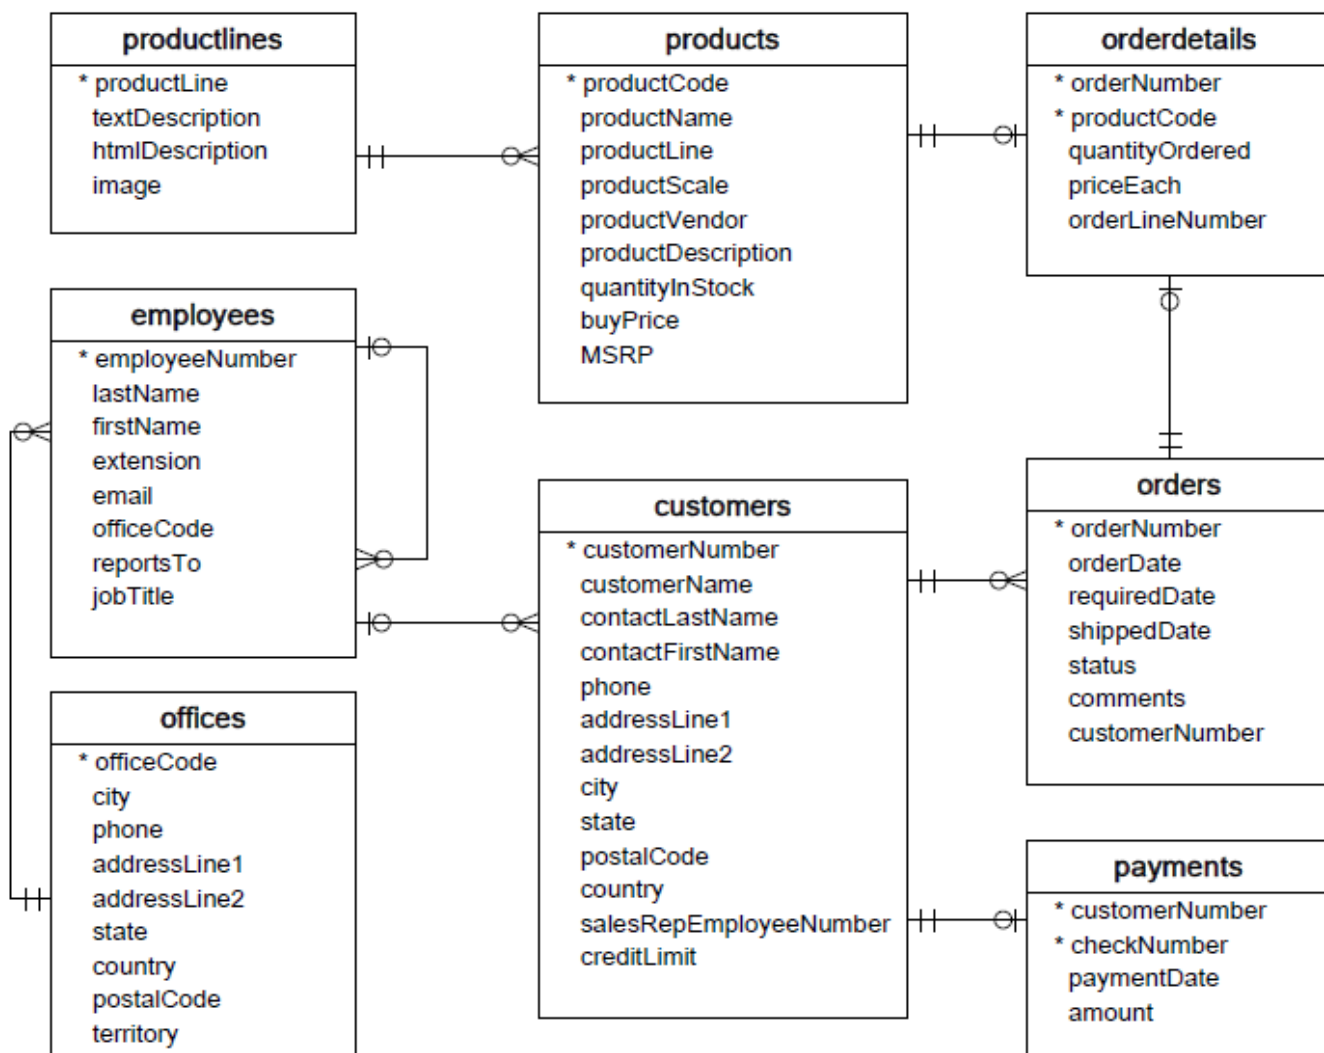 productlines
* productLine
textDescription
htmlDescription
image
products
* productCode
productName
productLine
productScale
productVendor
productDescription
quantityInStock
buyPrice
MSRP
orderdetails
* orderNumber
* productCode
quantityOrdered
priceEach
orderLineNumber
employees
* employeeNumber
lastName
firstName
extension
email
officeCode
reportsTo
jobTitle
customers
* customerNumber
customerName
contactLastName
contactFirstName
phone
addressLine1
addressLine2
city
state
postalCode
country
salesRepEmployeeNumber
creditLimit
orders
* orderNumber
orderDate
requiredDate
shippedDate
status
comments
customerNumber
offices
* officeCode
city
phone
addressLine1
addressLine2
state
country
postalCode
territory
payments
* customerNumber
* checkNumber
paymentDate
amount